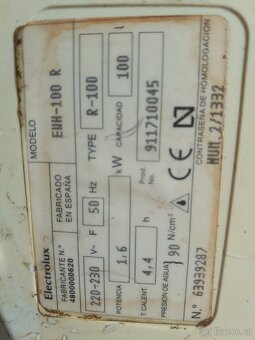 Electrolux
MODELO EWH-100 R
FABRICANTE N.º 4800000620
FABRICADO EN ESPAÑA
TYPE R-100
220-230 V~ F 50 Hz
CAPACIDAD 100
POTENCIA 1,6 kW
T.CALENT. 4.4 h
Prod. No. 911710045
PRESION DE AGUA 90 N/cm²
CE N
N.º 63939287
CONTRASEÑA DE HOMOLOGACION
NUM.2/1332